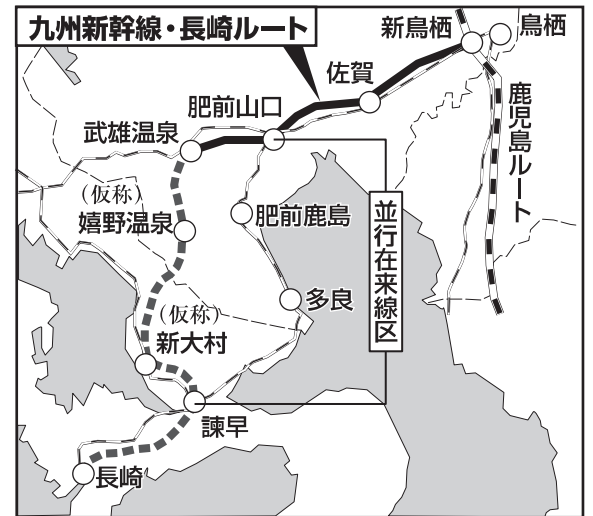 九州新幹線・長崎ルート
新鳥栖
鳥栖
佐賀
肥前山口
武雄温泉
鹿児島ルート
(仮称)
嬉野温泉
肥前鹿島
並行在来線区
多良
(仮称)
新大村
諫早
長崎